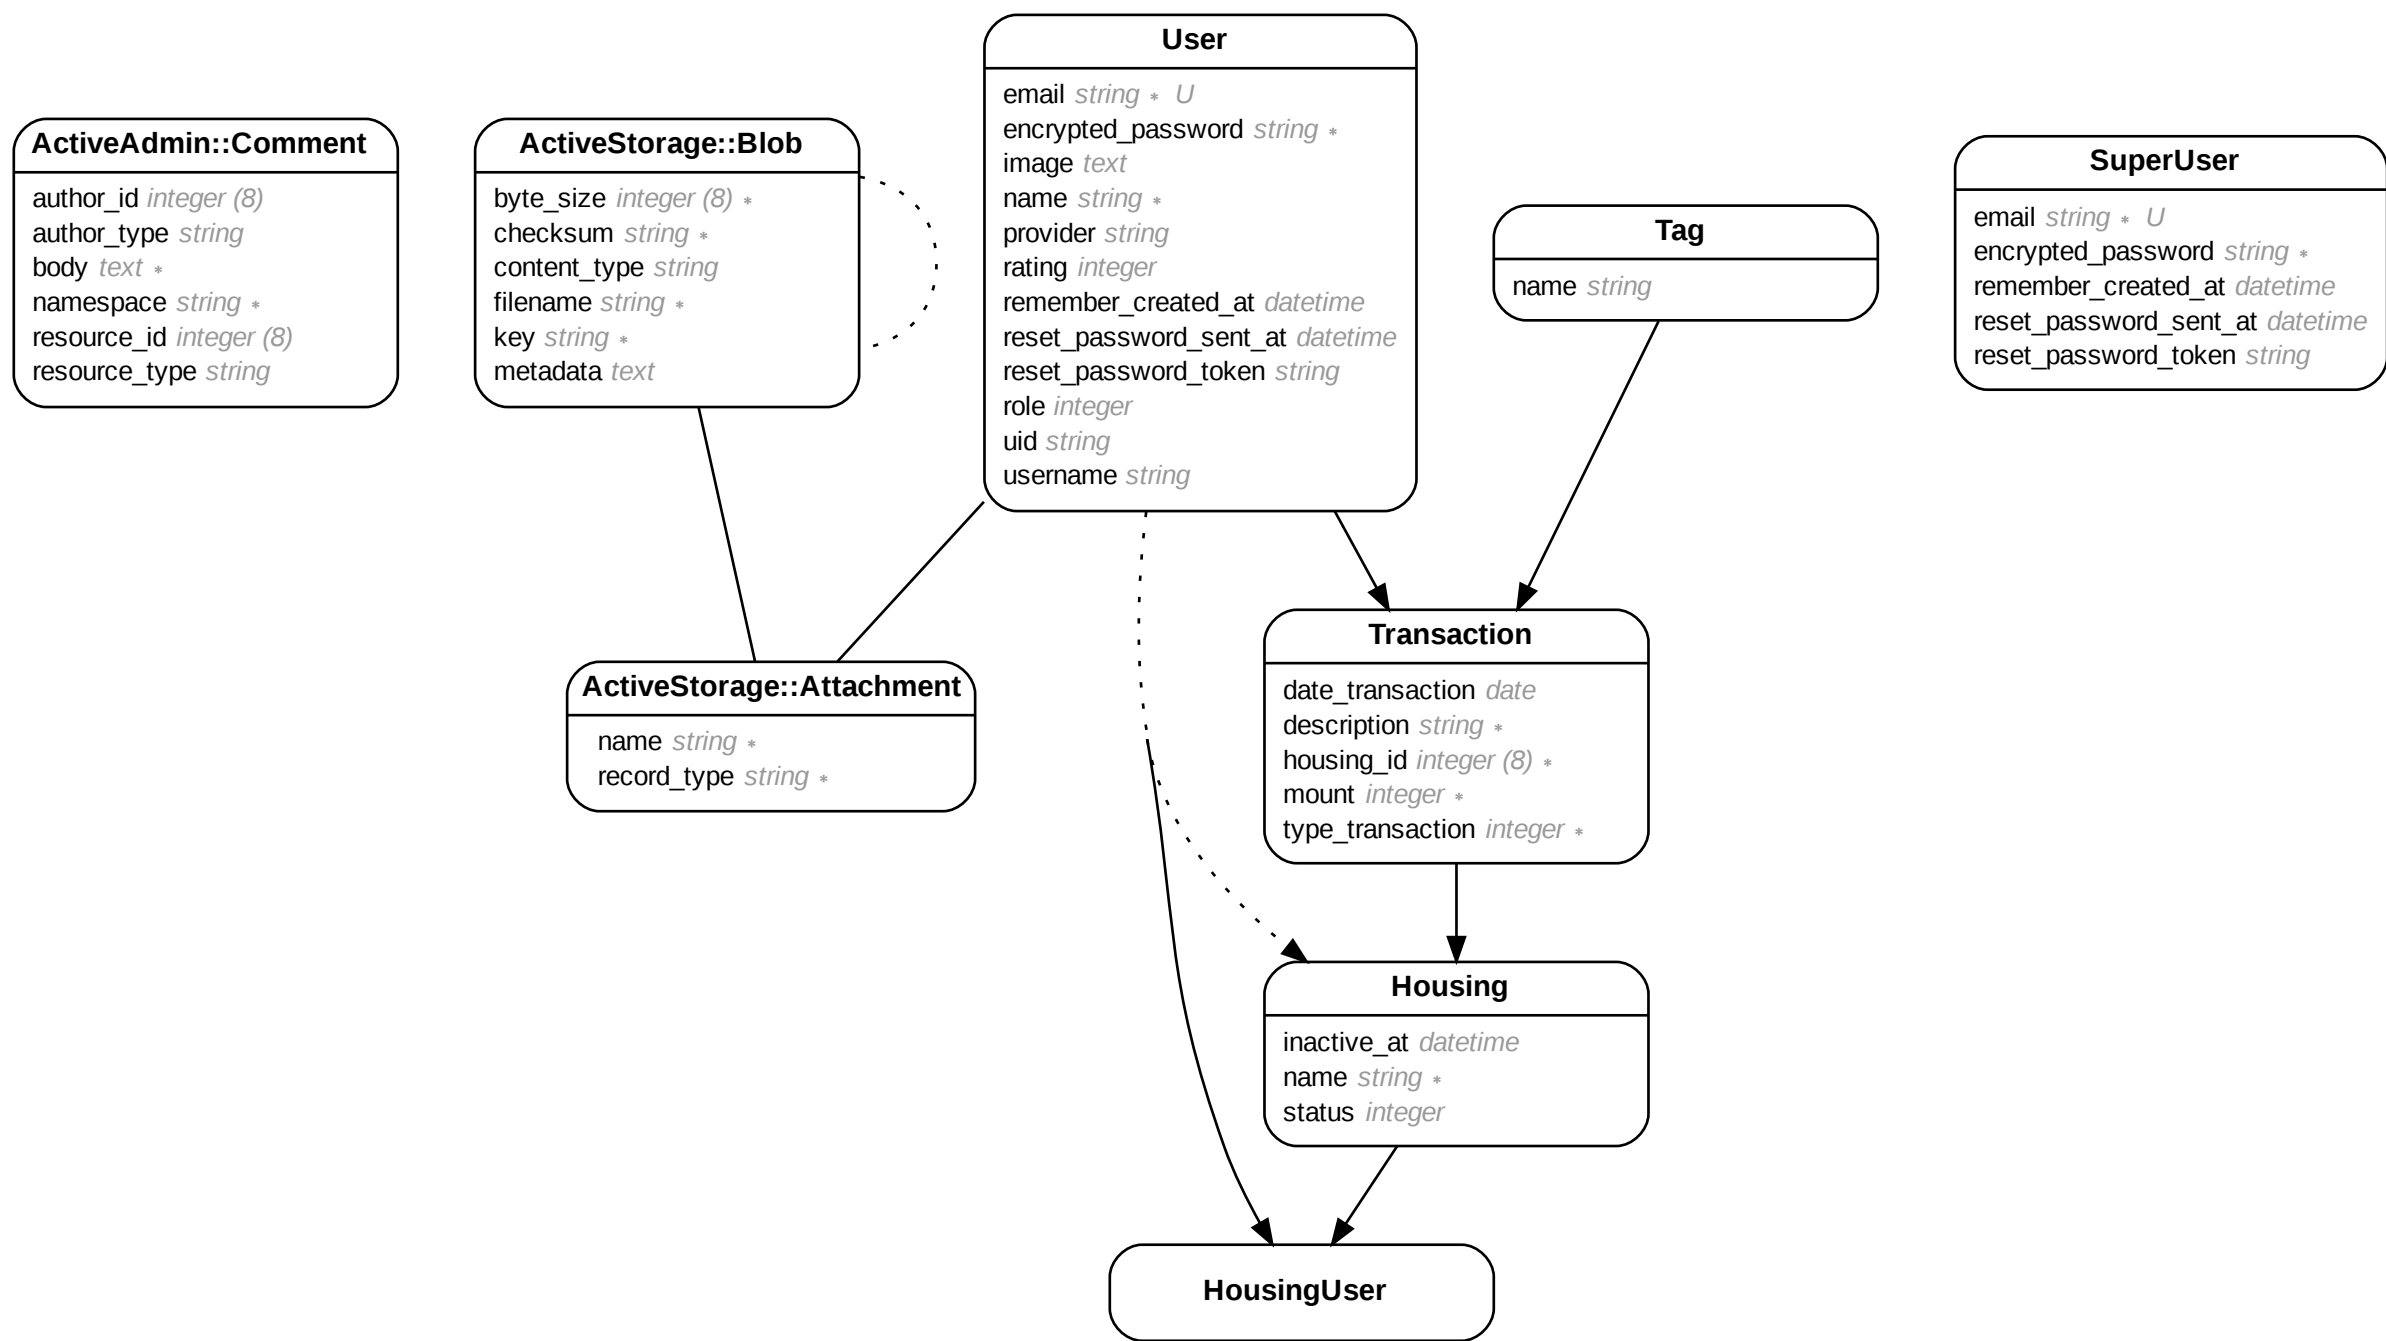 User
email string * U
encrypted_password string *
image text
name string *
provider string
rating integer
remember_created_at datetime
reset_password_sent_at datetime
reset_password_token string
role integer
uid string
username string
ActiveAdmin::Comment
author_id integer (8)
author_type string
body text *
namespace string *
resource_id integer (8)
resource_type string
ActiveStorage::Blob
byte_size integer (8) *
checksum string *
content_type string
filename string *
key string *
metadata text
Tag
name string
SuperUser
email string * U
encrypted_password string *
remember_created_at datetime
reset_password_sent_at datetime
reset_password_token string
ActiveStorage::Attachment
name string *
record_type string *
Transaction
date_transaction date
description string *
housing_id integer (8) *
mount integer *
type_transaction integer *
Housing
inactive_at datetime
name string *
status integer
HousingUser